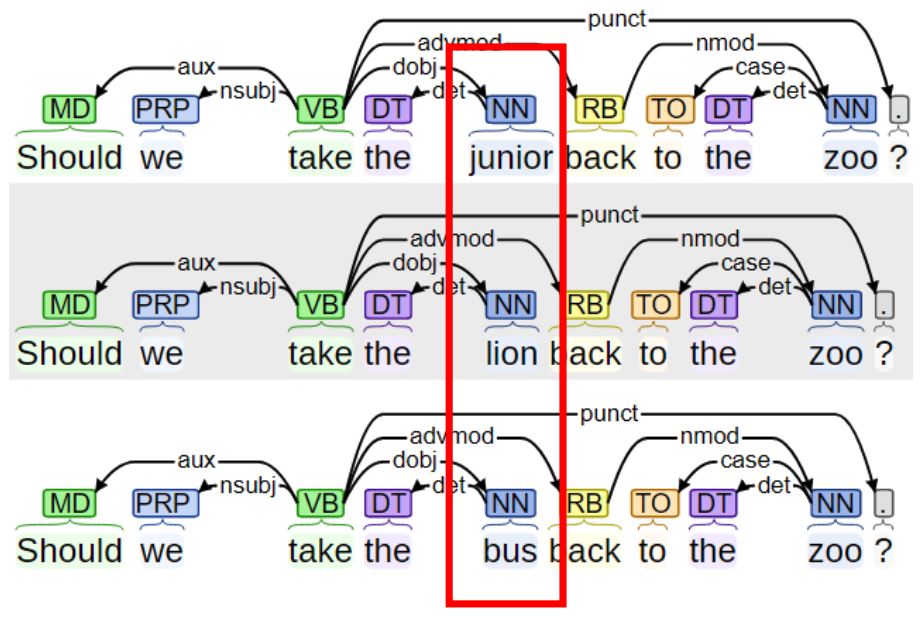 punct
advmod nmod
aux dobj case
nsubj det det
MD PRP VB DT NN RB TO DT NN .
Should we take the junior back to the zoo ?
punct
advmod nmod
aux dobj case
nsubj det det
MD PRP VB DT NN RB TO DT NN .
Should we take the lion back to the zoo ?
punct
advmod nmod
aux dobj case
nsubj det det
MD PRP VB DT NN RB TO DT NN .
Should we take the bus back to the zoo ?